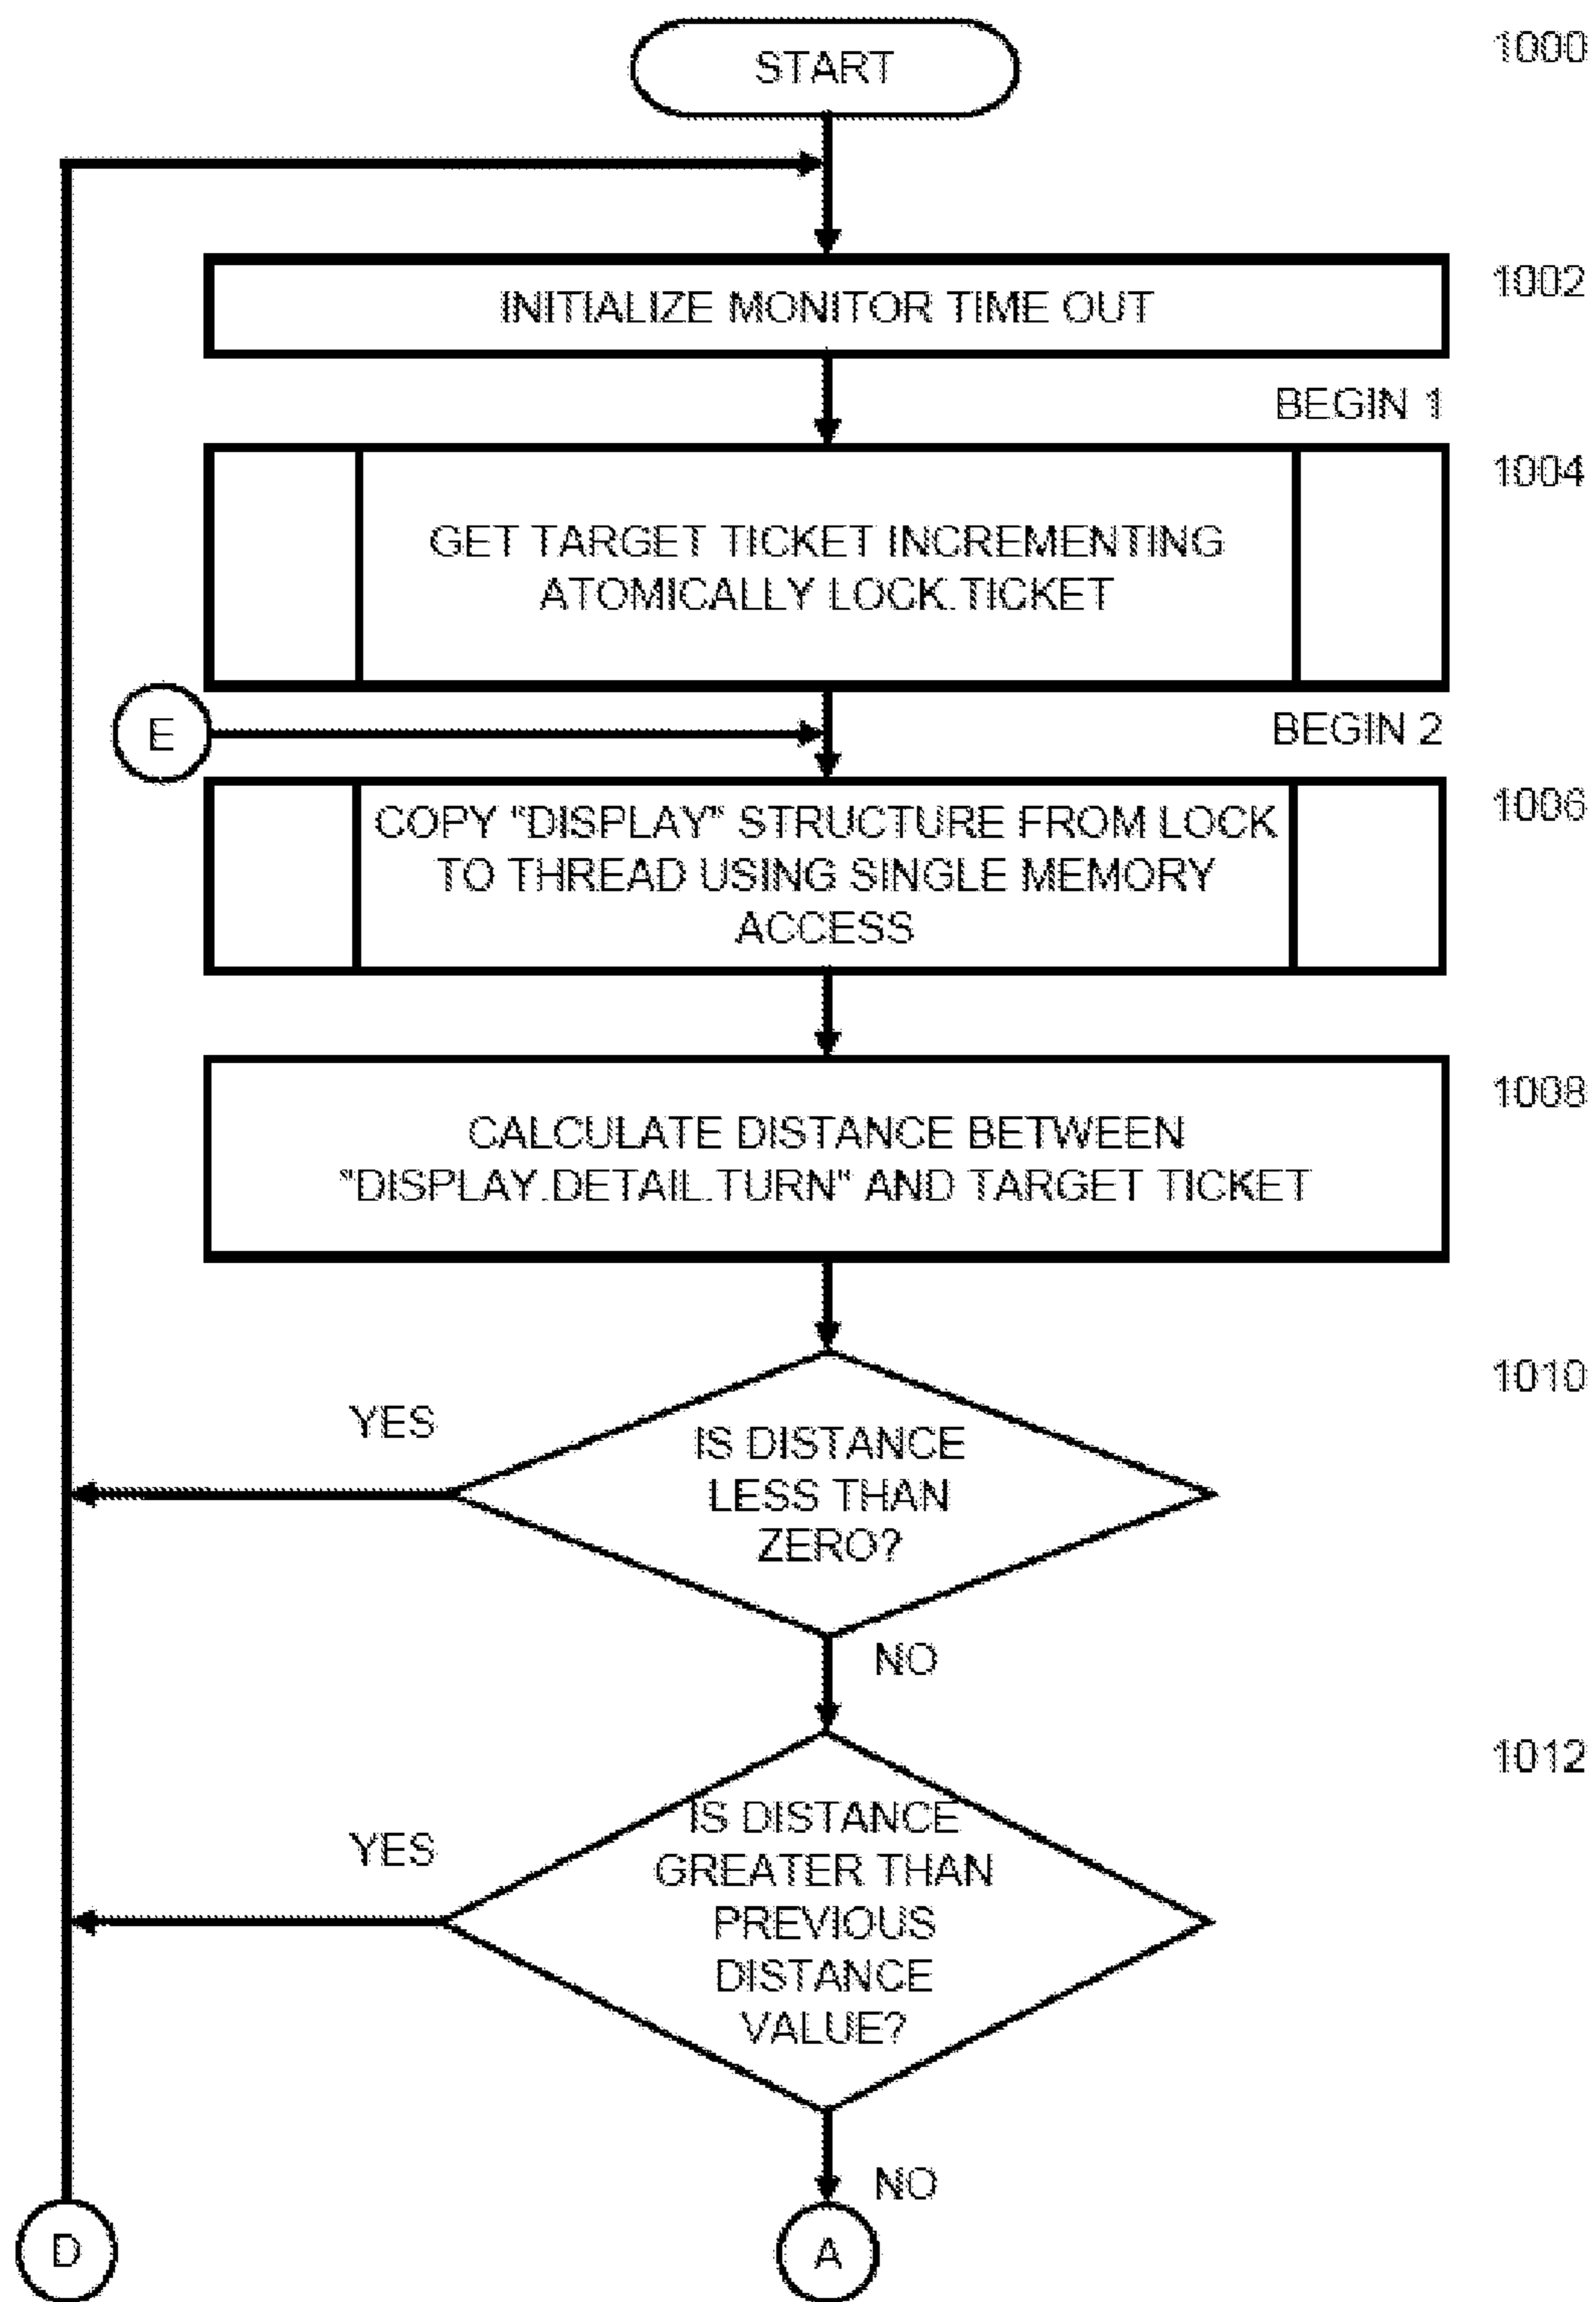 START
1000
INITIALIZE MONITOR TIME OUT
1002
BEGIN 1
1004
GET TARGET TICKET INCREMENTING
ATOMICALLY LOCK.TICKET
E
BEGIN 2
COPY "DISPLAY" STRUCTURE FROM LOCK
TO THREAD USING SINGLE MEMORY
ACCESS
1006
1008
CALCULATE DISTANCE BETWEEN
"DISPLAY.DETAIL.TURN" AND TARGET TICKET
1010
YES
IS DISTANCE
LESS THAN
ZERO?
NO
1012
YES
IS DISTANCE
GREATER THAN
PREVIOUS
DISTANCE
VALUE?
NO
D
A